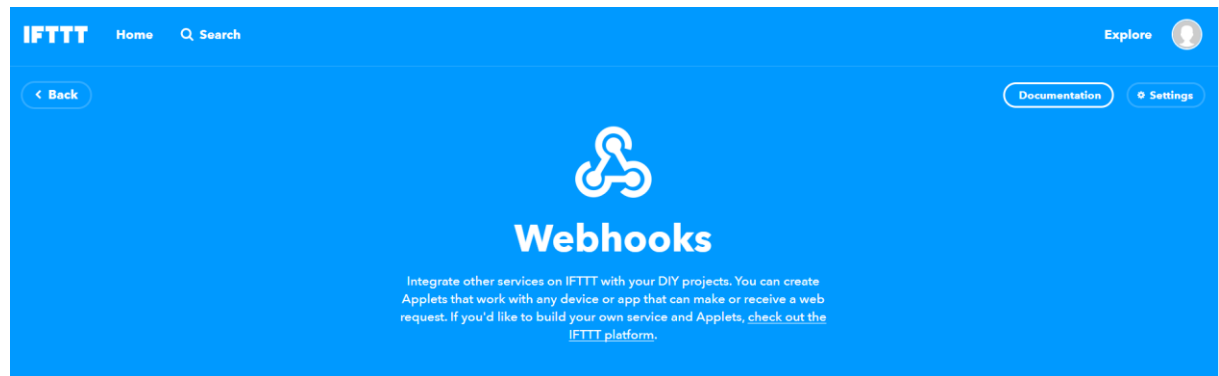 IFTTT Home Search Explore
Back Documentation Settings
Webhooks
Integrate other services on IFTTT with your DIY projects. You can create
Applets that work with any device or app that can make or receive a web
request. If you'd like to build your own service and Applets, check out the
IFTTT platform.